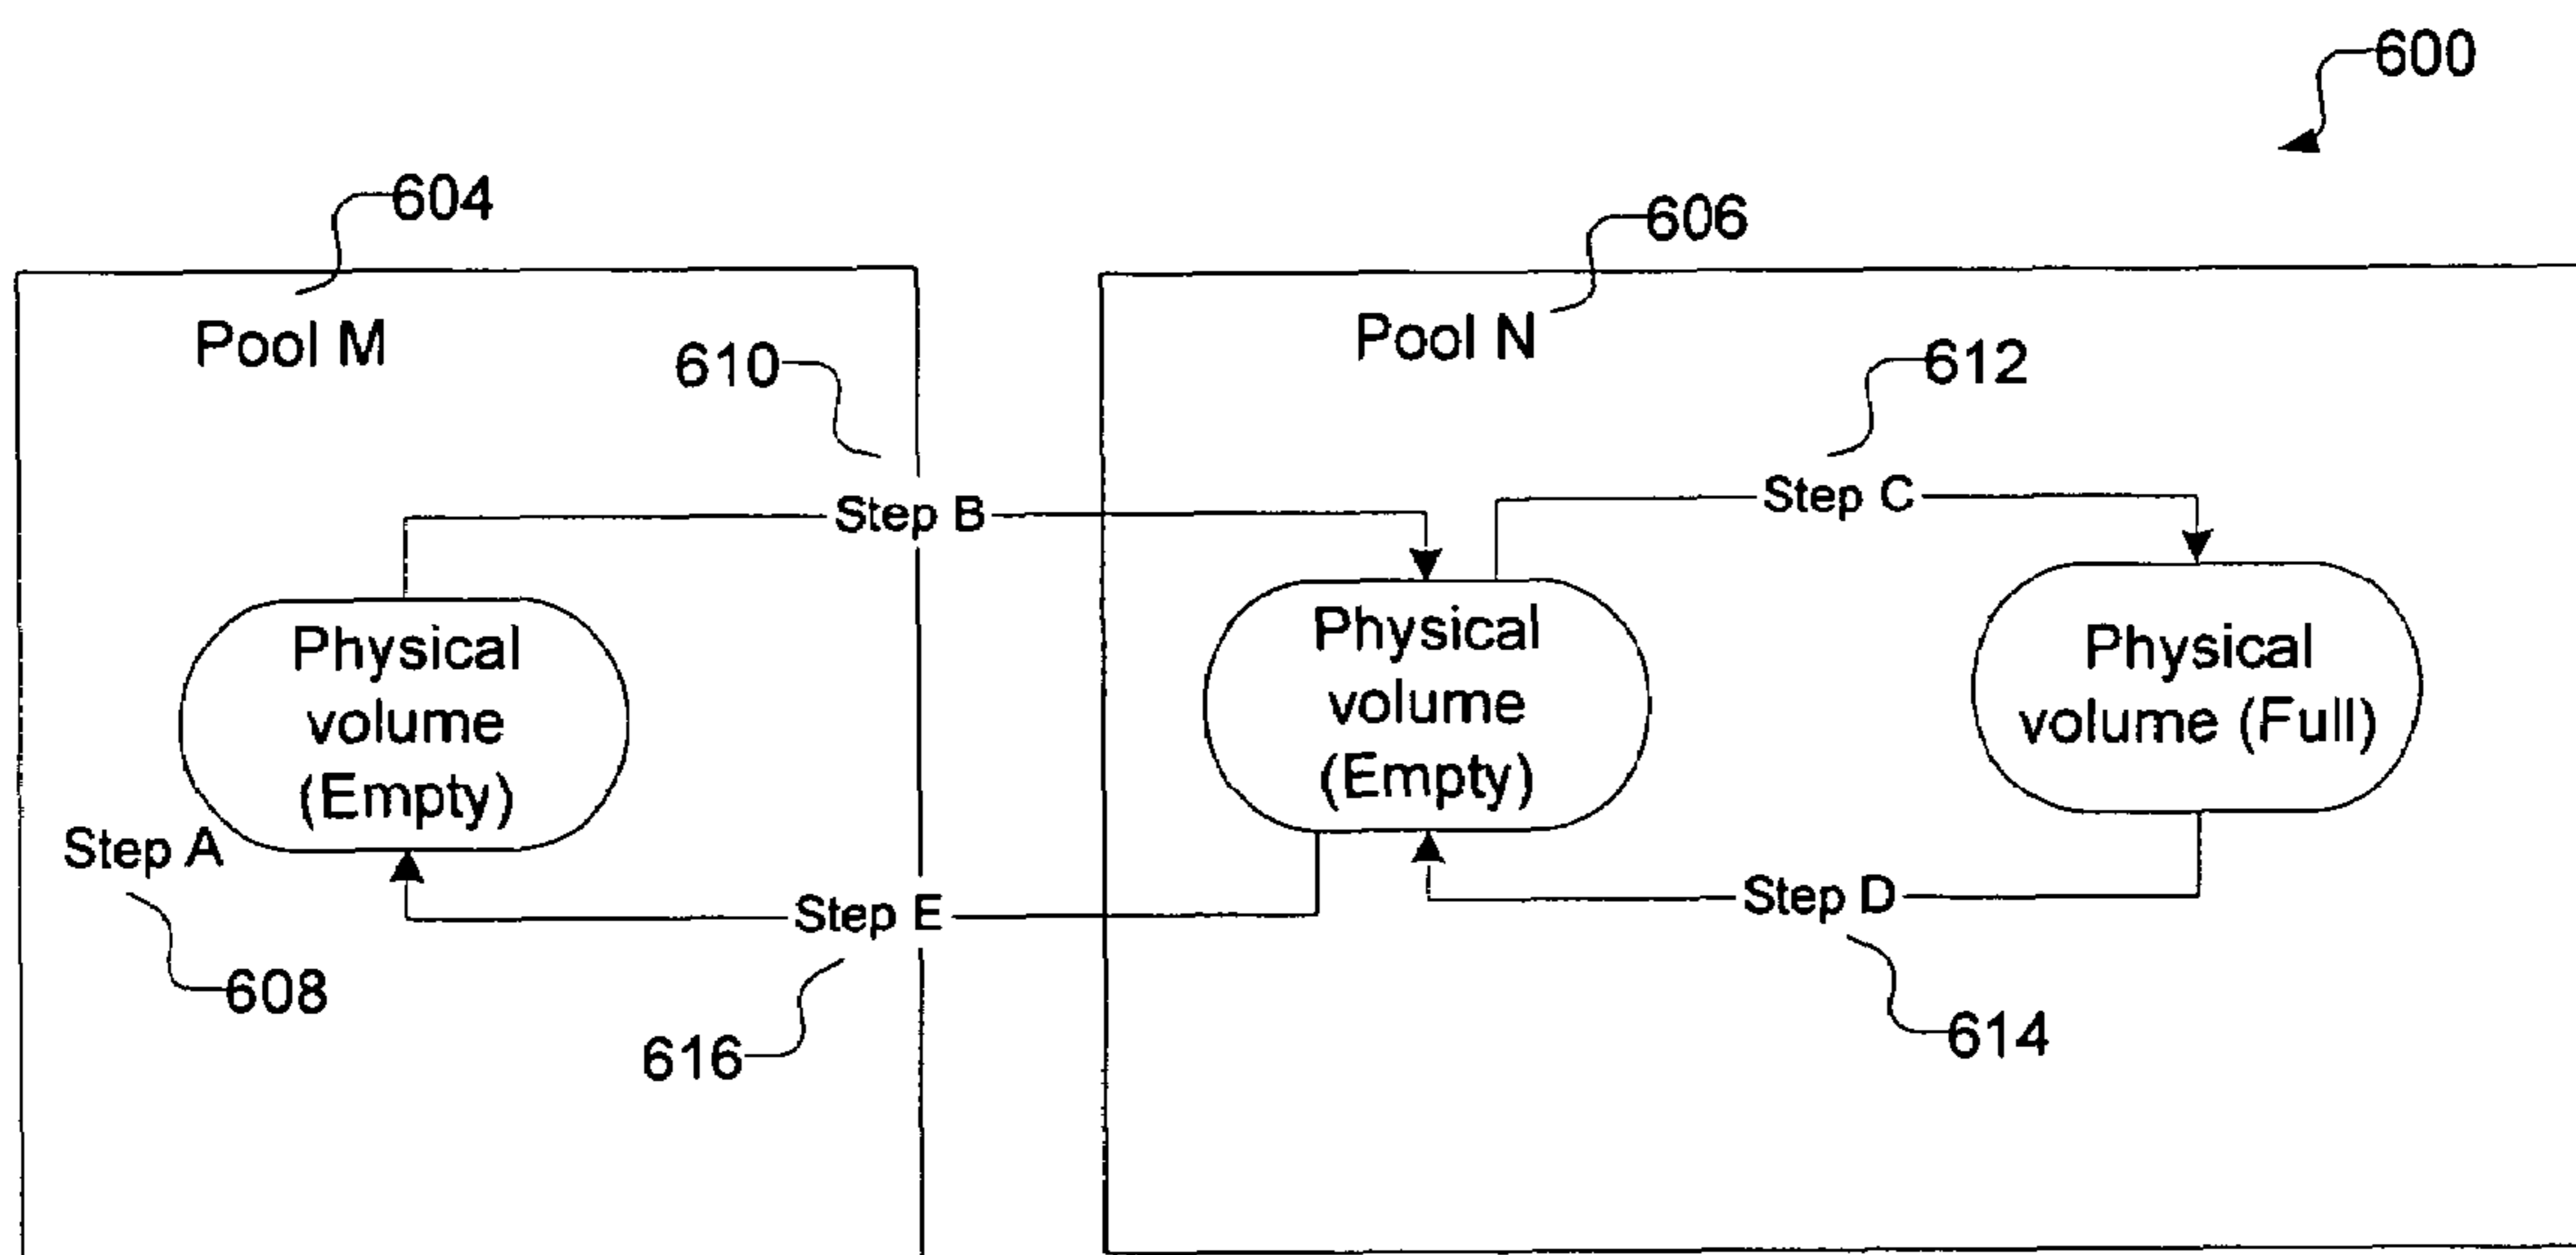 600
604
606
Pool M
Pool N
610
612
Step B
Step C
Physical
volume
(Empty)
Physical
volume
(Empty)
Physical
volume (Full)
Step A
Step E
Step D
608
616
614